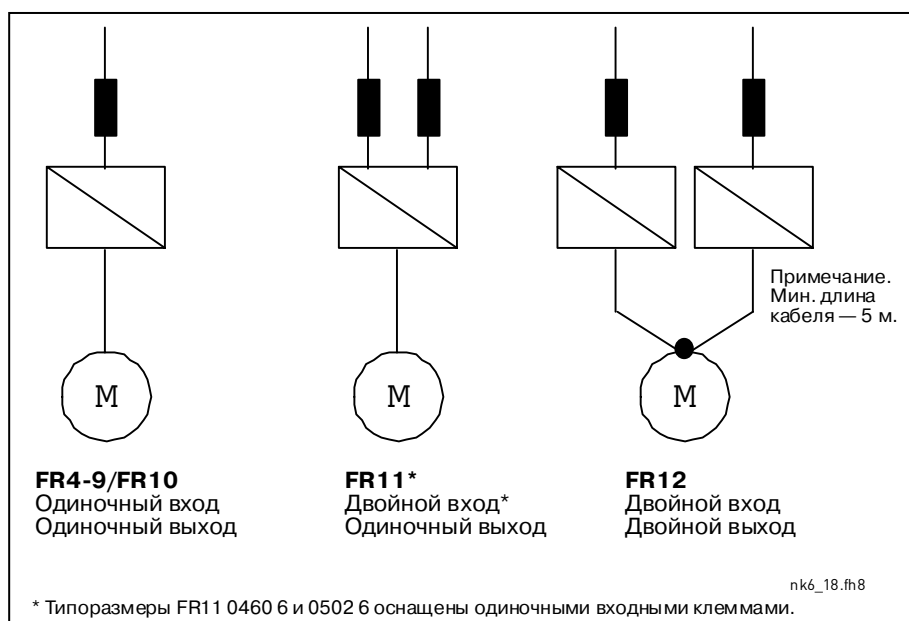 Примечание.
Мин. длина
кабеля — 5 м.
M
M
M
FR4-9/FR10
Одиночный вход
Одиночный выход
FR11*
Двойной вход*
Одиночный выход
FR12
Двойной вход
Двойной выход
nk6_18.fh8
* Типоразмеры FR11 0460 6 и 0502 6 оснащены одиночными входными клеммами.